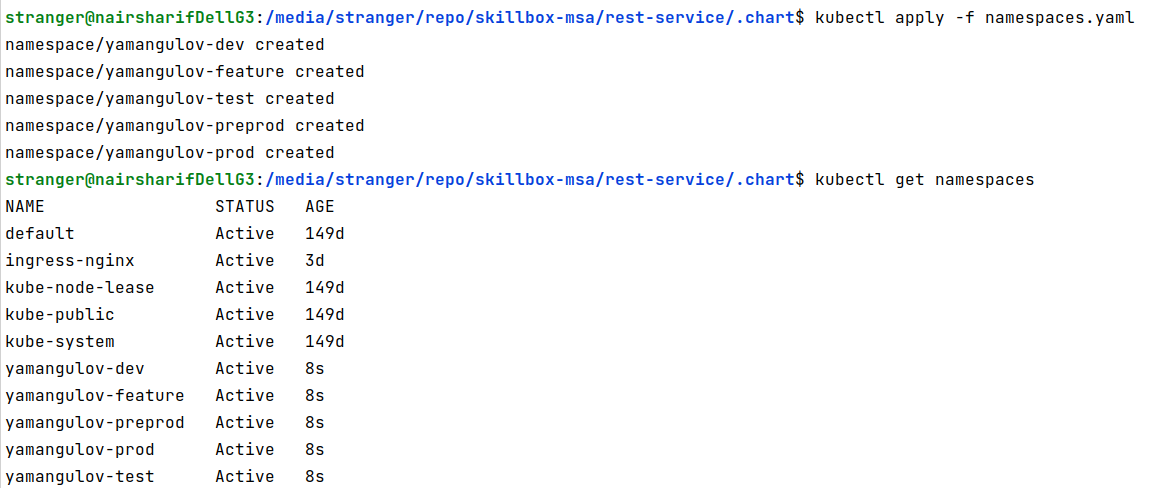 stranger@nairsharifDellG3:/media/stranger/repo/skillbox-msa/rest-service/.chart$ kubectl apply -f namespaces.yaml
namespace/yamangulov-dev created
namespace/yamangulov-feature created
namespace/yamangulov-test created
namespace/yamangulov-preprod created
namespace/yamangulov-prod created
stranger@nairsharifDellG3:/media/stranger/repo/skillbox-msa/rest-service/.chart$ kubectl get namespaces
NAME                 STATUS   AGE
default              Active   149d
ingress-nginx        Active   3d
kube-node-lease      Active   149d
kube-public          Active   149d
kube-system          Active   149d
yamangulov-dev       Active   8s
yamangulov-feature   Active   8s
yamangulov-preprod   Active   8s
yamangulov-prod      Active   8s
yamangulov-test      Active   8s